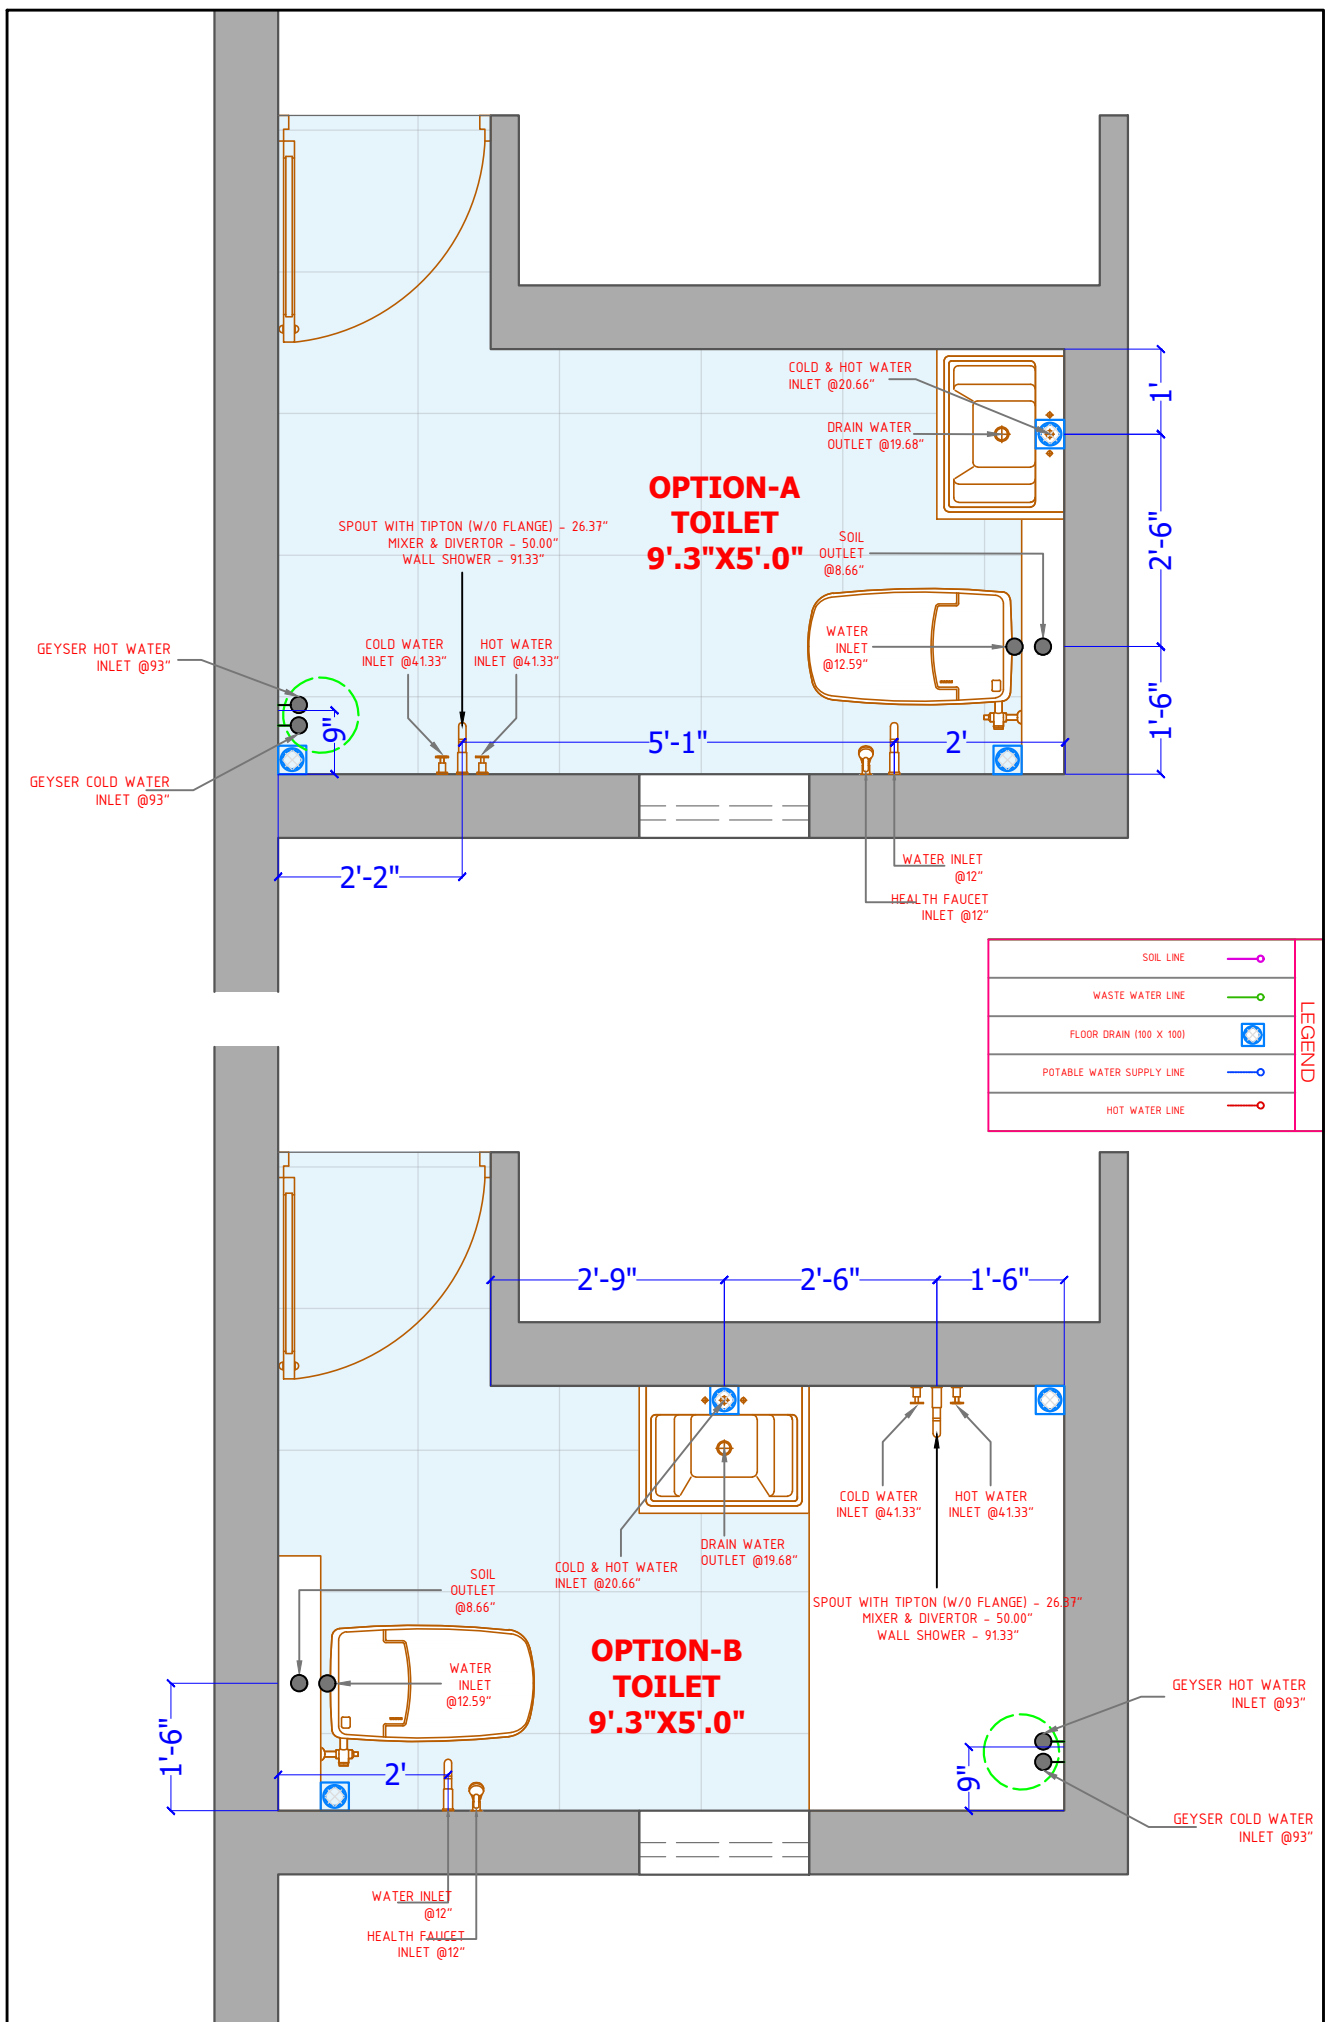 COLD & HOT WATER
INLET @20.66"
1'
DRAIN WATER
OUTLET @19.68"
OPTION-A
TOILET
9'.3"X5'.0"
SPOUT WITH TIPTON (W/O FLANGE) - 26.37"
MIXER & DIVERTOR - 50.00"
WALL SHOWER - 91.33"
SOIL
OUTLET
@8.66"
2'-6"
GEYSER HOT WATER
INLET @93"
COLD WATER
INLET @41.33"
HOT WATER
INLET @41.33"
WATER
INLET
@12.59"
9"
5'-1"
2'
1'-6"
GEYSER COLD WATER
INLET @93"
2'-2"
WATER INLET
@12"
HEALTH FAUCET
INLET @12"
LEGEND
SOIL LINE
WASTE WATER LINE
FLOOR DRAIN (100 X 100)
POTABLE WATER SUPPLY LINE
HOT WATER LINE
2'-9"
2'-6"
1'-6"
COLD WATER
INLET @41.33"
HOT WATER
INLET @41.33"
DRAIN WATER
OUTLET @19.68"
COLD & HOT WATER
INLET @20.66"
SOIL
OUTLET
@8.66"
SPOUT WITH TIPTON (W/O FLANGE) - 26.37"
MIXER & DIVERTOR - 50.00"
WALL SHOWER - 91.33"
OPTION-B
TOILET
9'.3"X5'.0"
WATER
INLET
@12.59"
GEYSER HOT WATER
INLET @93"
1'-6"
2'
9"
GEYSER COLD WATER
INLET @93"
WATER INLET
@12"
HEALTH FAUCET
INLET @12"